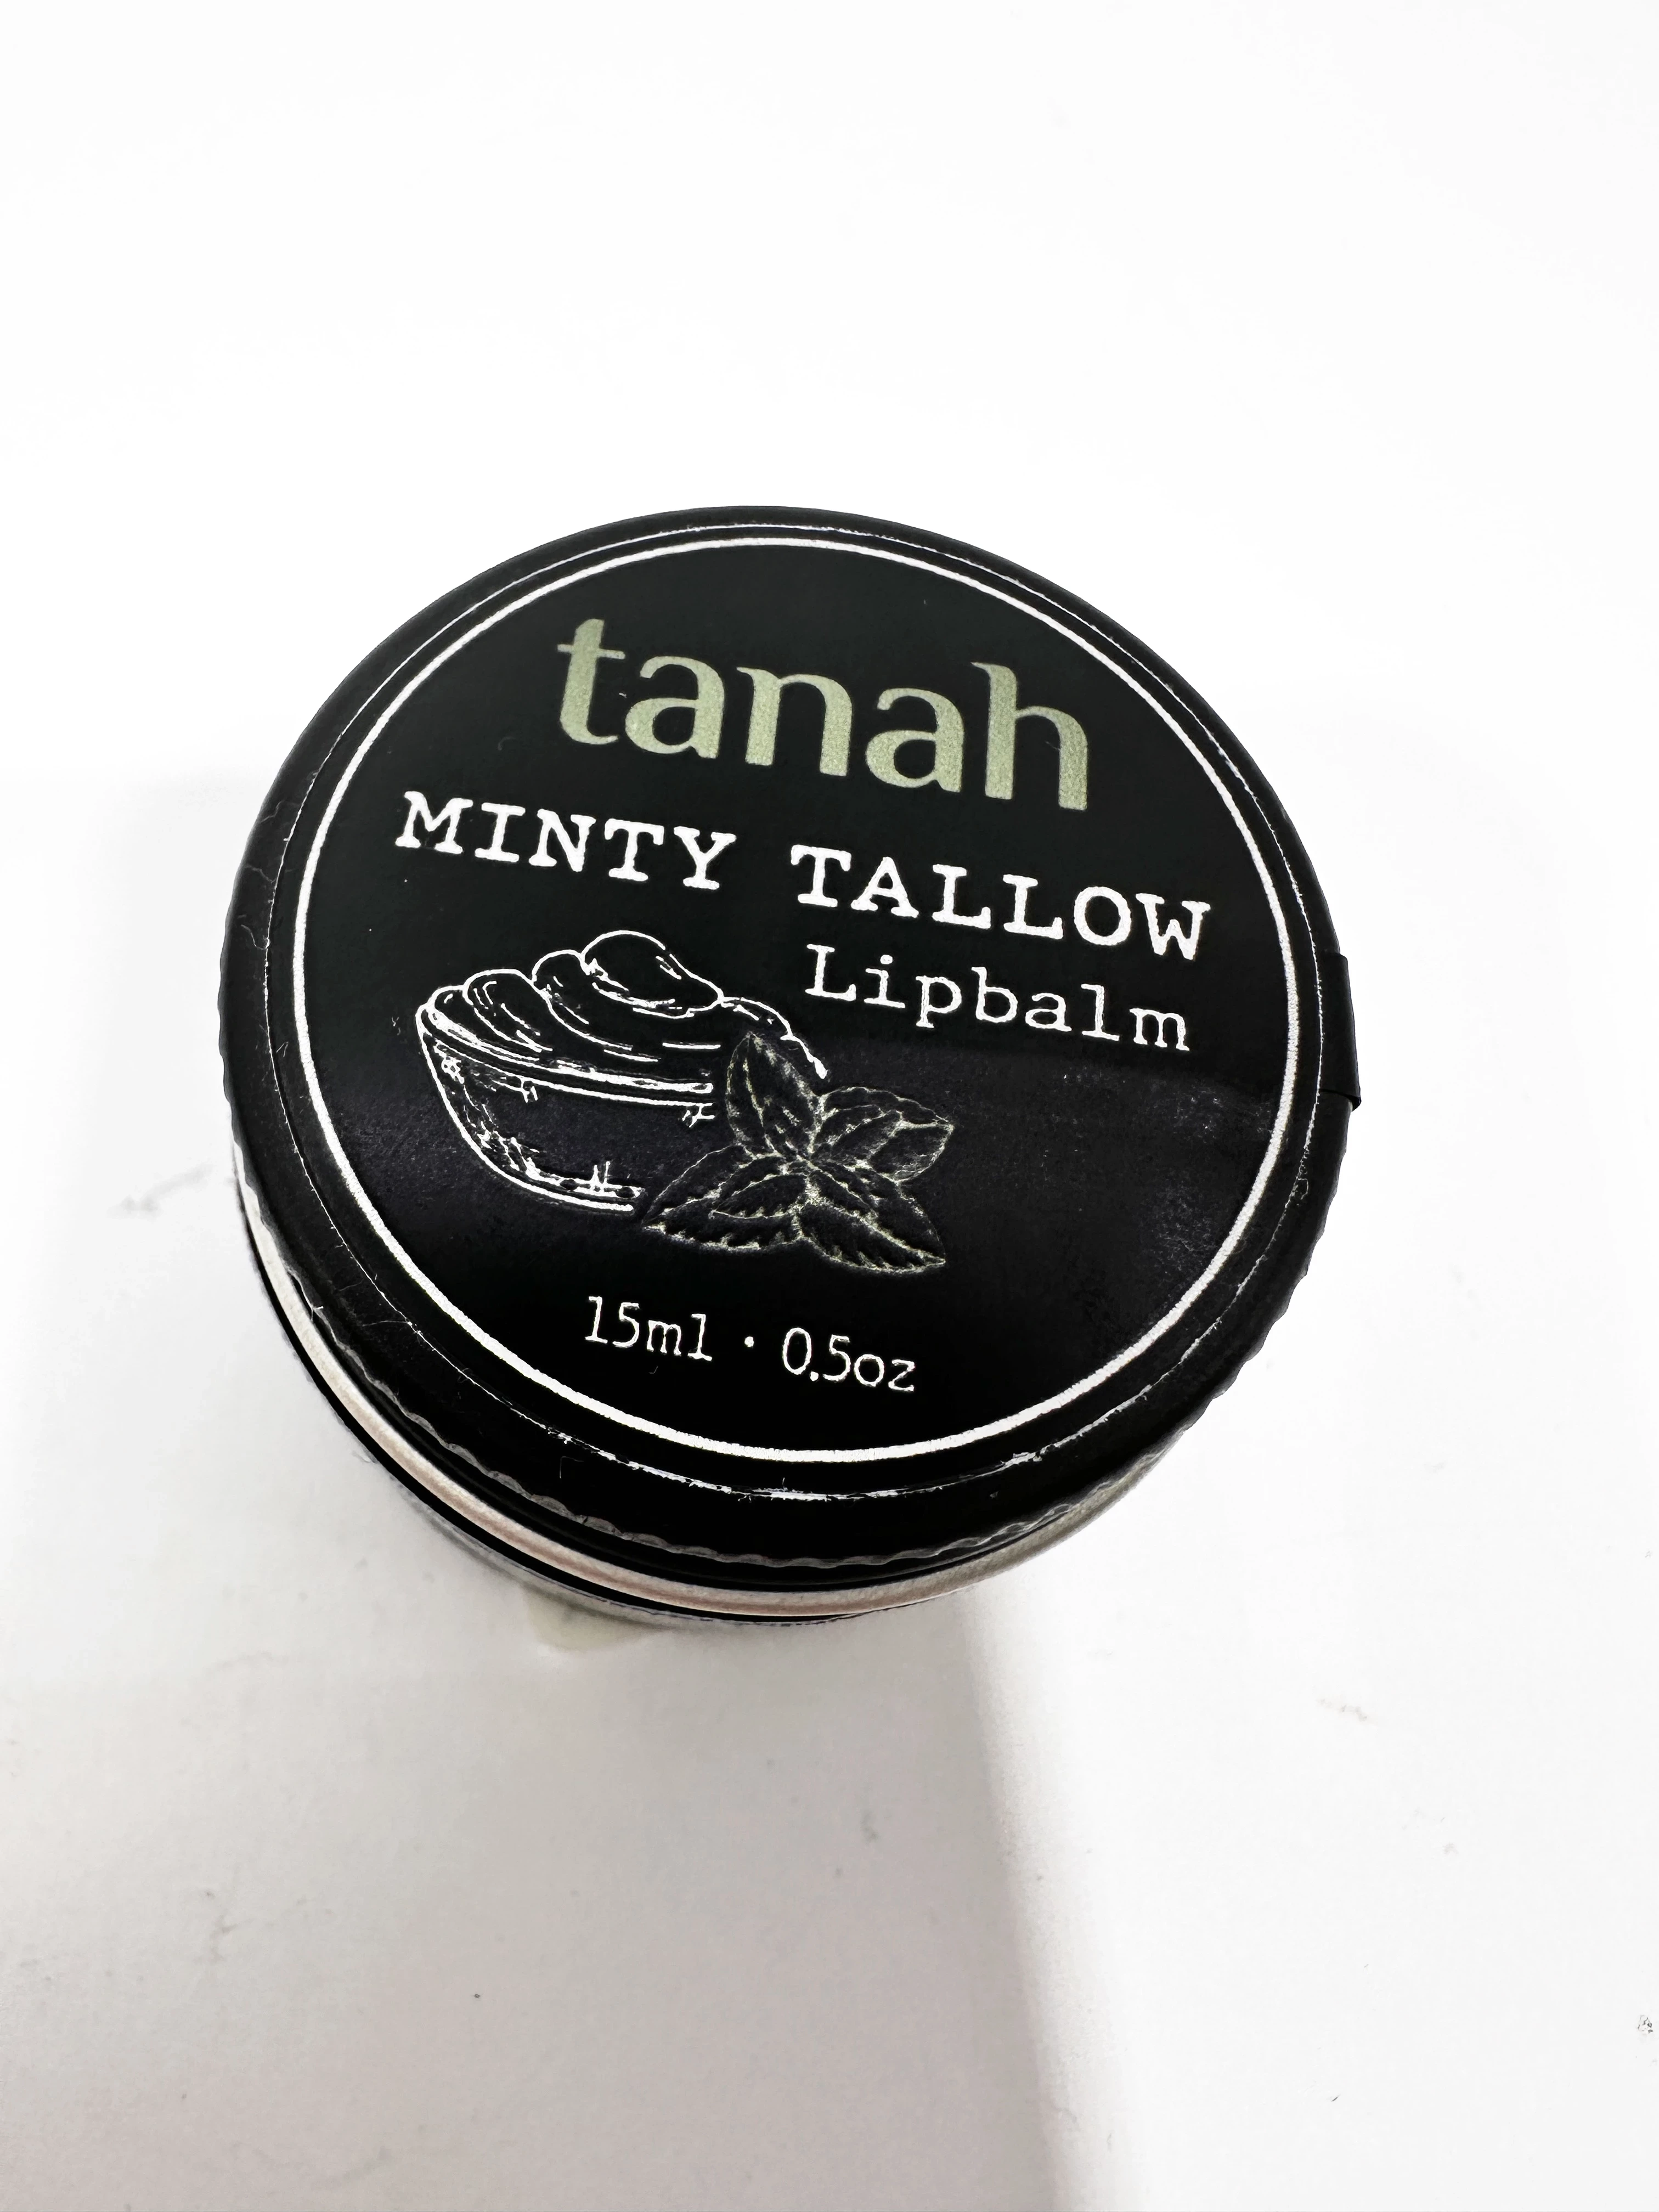 tanah
MINTY TALLOW
Lipbalm
15ml · 0.5oz